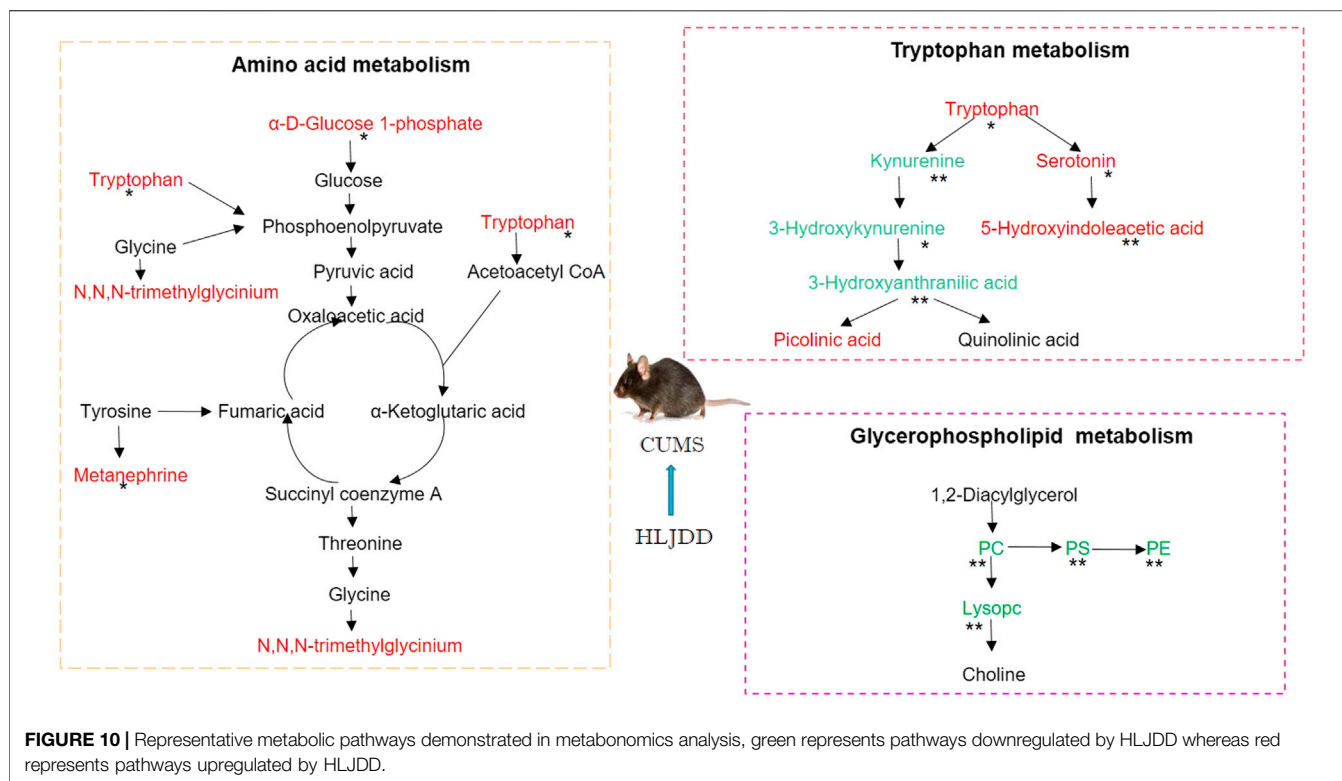 Amino acid metabolism
α-D-Glucose 1-phosphate
*
Glucose
Tryptophan
*
Phosphoenolpyruvate
Glycine
N,N,N-trimethylglycinium
Tryptophan
*
Pyruvic acid
Acetoacetyl CoA
Oxaloacetic acid
Tyrosine
Fumaric acid
α-Ketoglutaric acid
Metanephrine
*
Succinyl coenzyme A
Threonine
Glycine
N,N,N-trimethylglycinium
CUMS
HLJDD
Tryptophan metabolism
Tryptophan
*
Kynurenine
**
Serotonin
*
3-Hydroxykynurenine
*
5-Hydroxyindoleacetic acid
**
3-Hydroxyanthranilic acid
**
Picolinic acid
Quinolinic acid
Glycerophospholipid metabolism
1,2-Diacylglycerol
PC
**
PS
**
PE
**
Lysopc
**
Choline
FIGURE 10 | Representative metabolic pathways demonstrated in metabonomics analysis, green represents pathways downregulated by HLJDD whereas red
represents pathways upregulated by HLJDD.